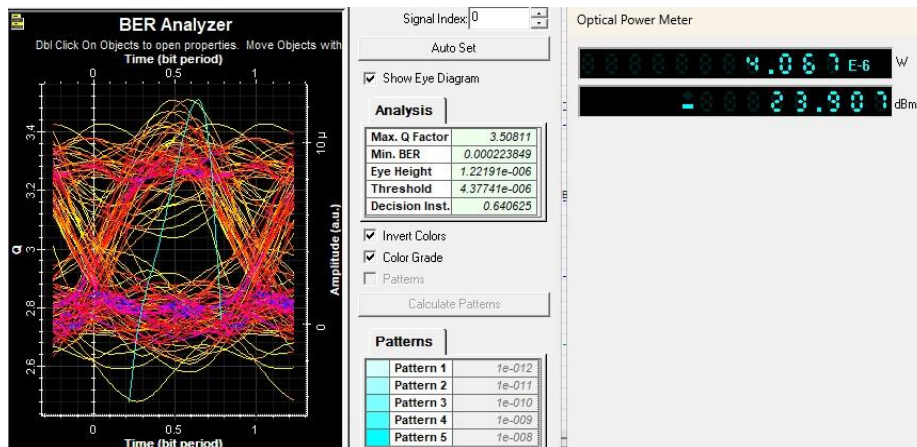 BER Analyzer
Dbl Click On Objects to open properties. Move Objects with
Time (bit period)
0 0.5 1
3.4
3.2
3
2.8
2.6
Q
10 µ
0
Amplitude (a.u.)
0 0.5 1
Time (bit period)
Signal Index: 0
Auto Set
Show Eye Diagram
Analysis
Max. Q Factor 3.50811
Min. BER 0.000223849
Eye Height 1.22191e-006
Threshold 4.37741e-006
Decision Inst. 0.640625
Invert Colors
Color Grade
Patterns
Calculate Patterns
Patterns
Pattern 1 1e-012
Pattern 2 1e-011
Pattern 3 1e-010
Pattern 4 1e-009
Pattern 5 1e-008
Optical Power Meter
4.067 E-6 W
-23.907 dBm